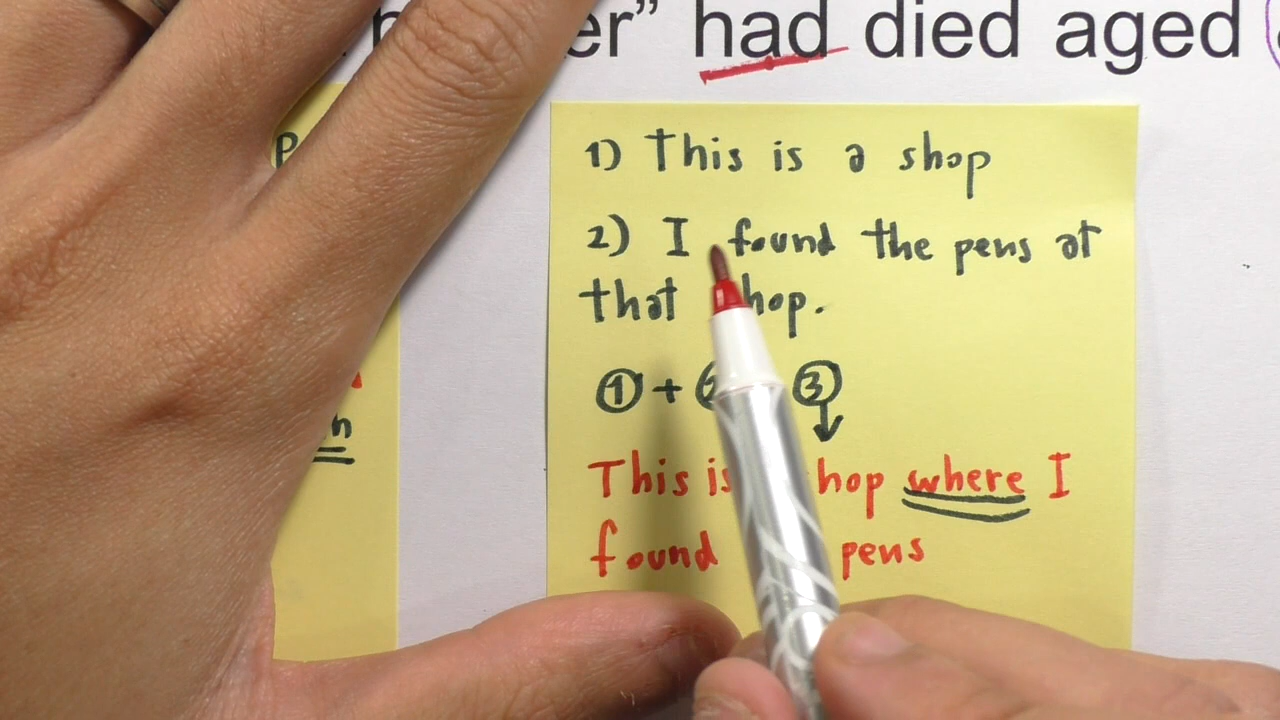 er” had died aged
1) This is a shop
2) I found the pens at
that hop.
① + ③
This is hop where I
found pens